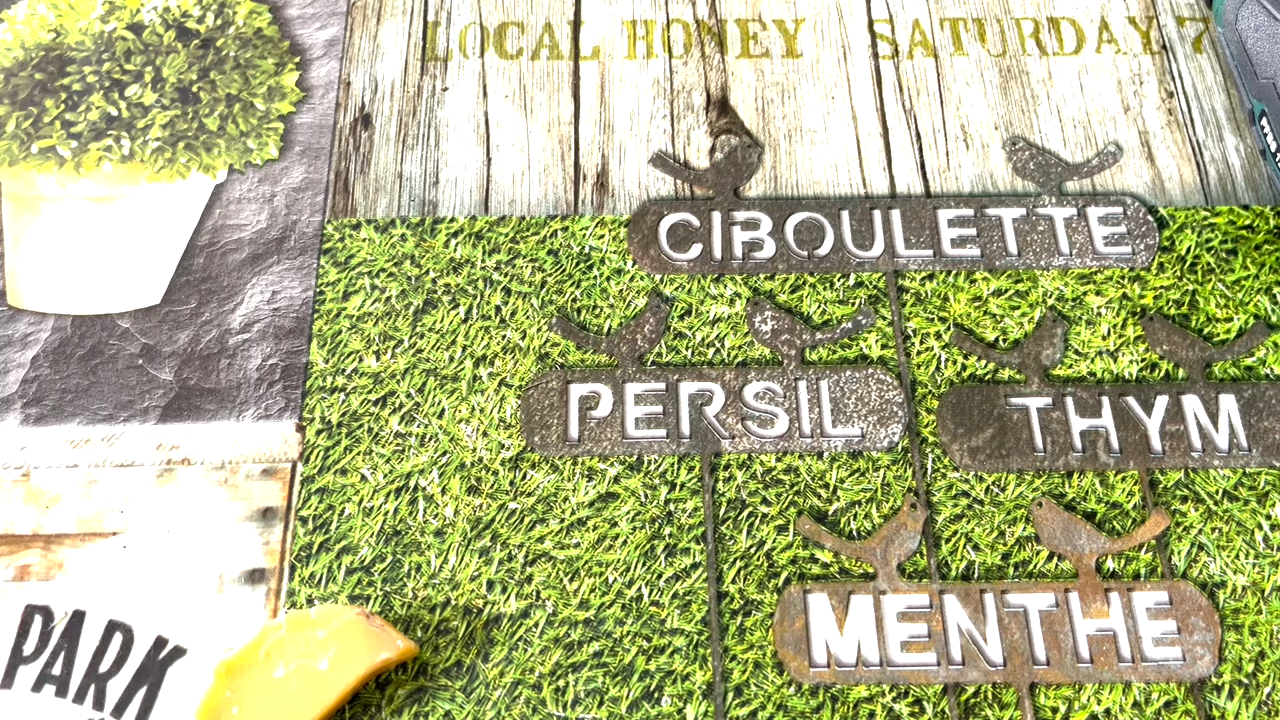 LOCAL HONEY SATURDAY 7
CIBOULETTE
PERSIL
THYM
MENTHE
PARK